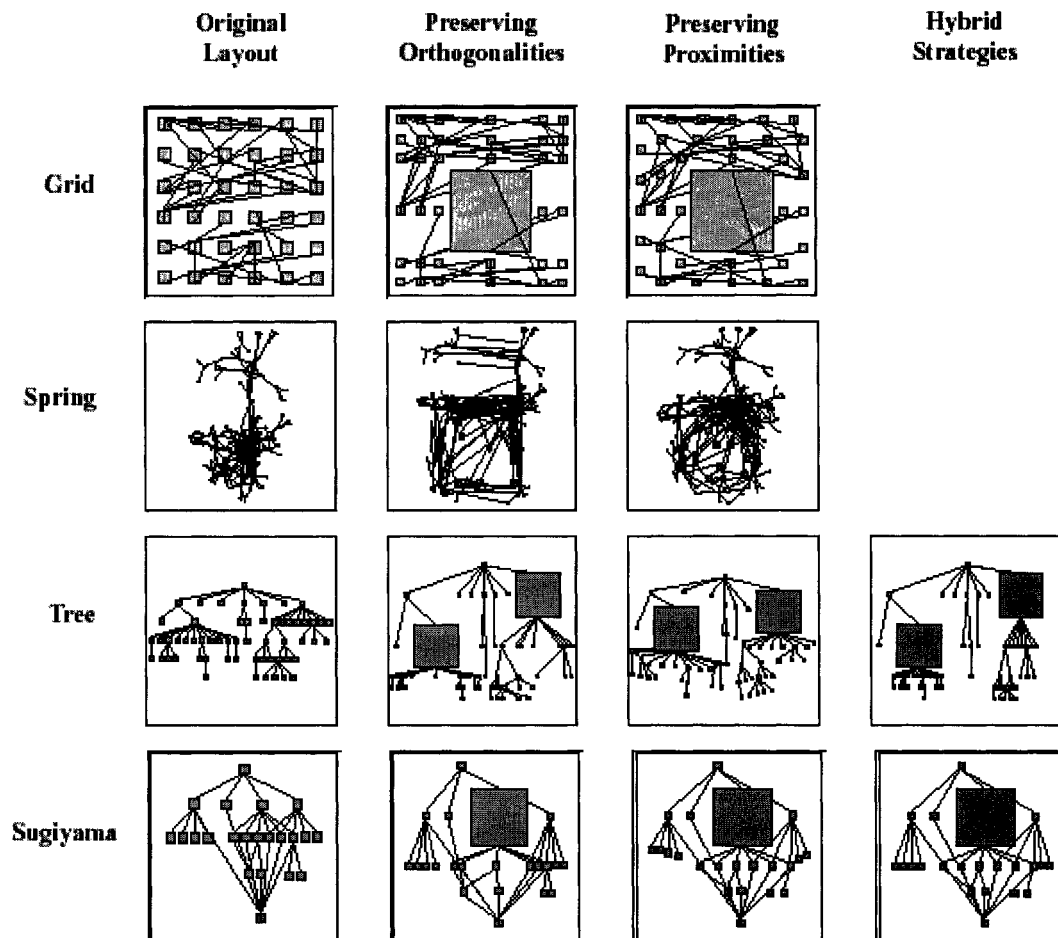 Original Layout
Preserving Orthogonalities
Preserving Proximities
Hybrid Strategies
Grid
Spring
Tree
Sugiyama